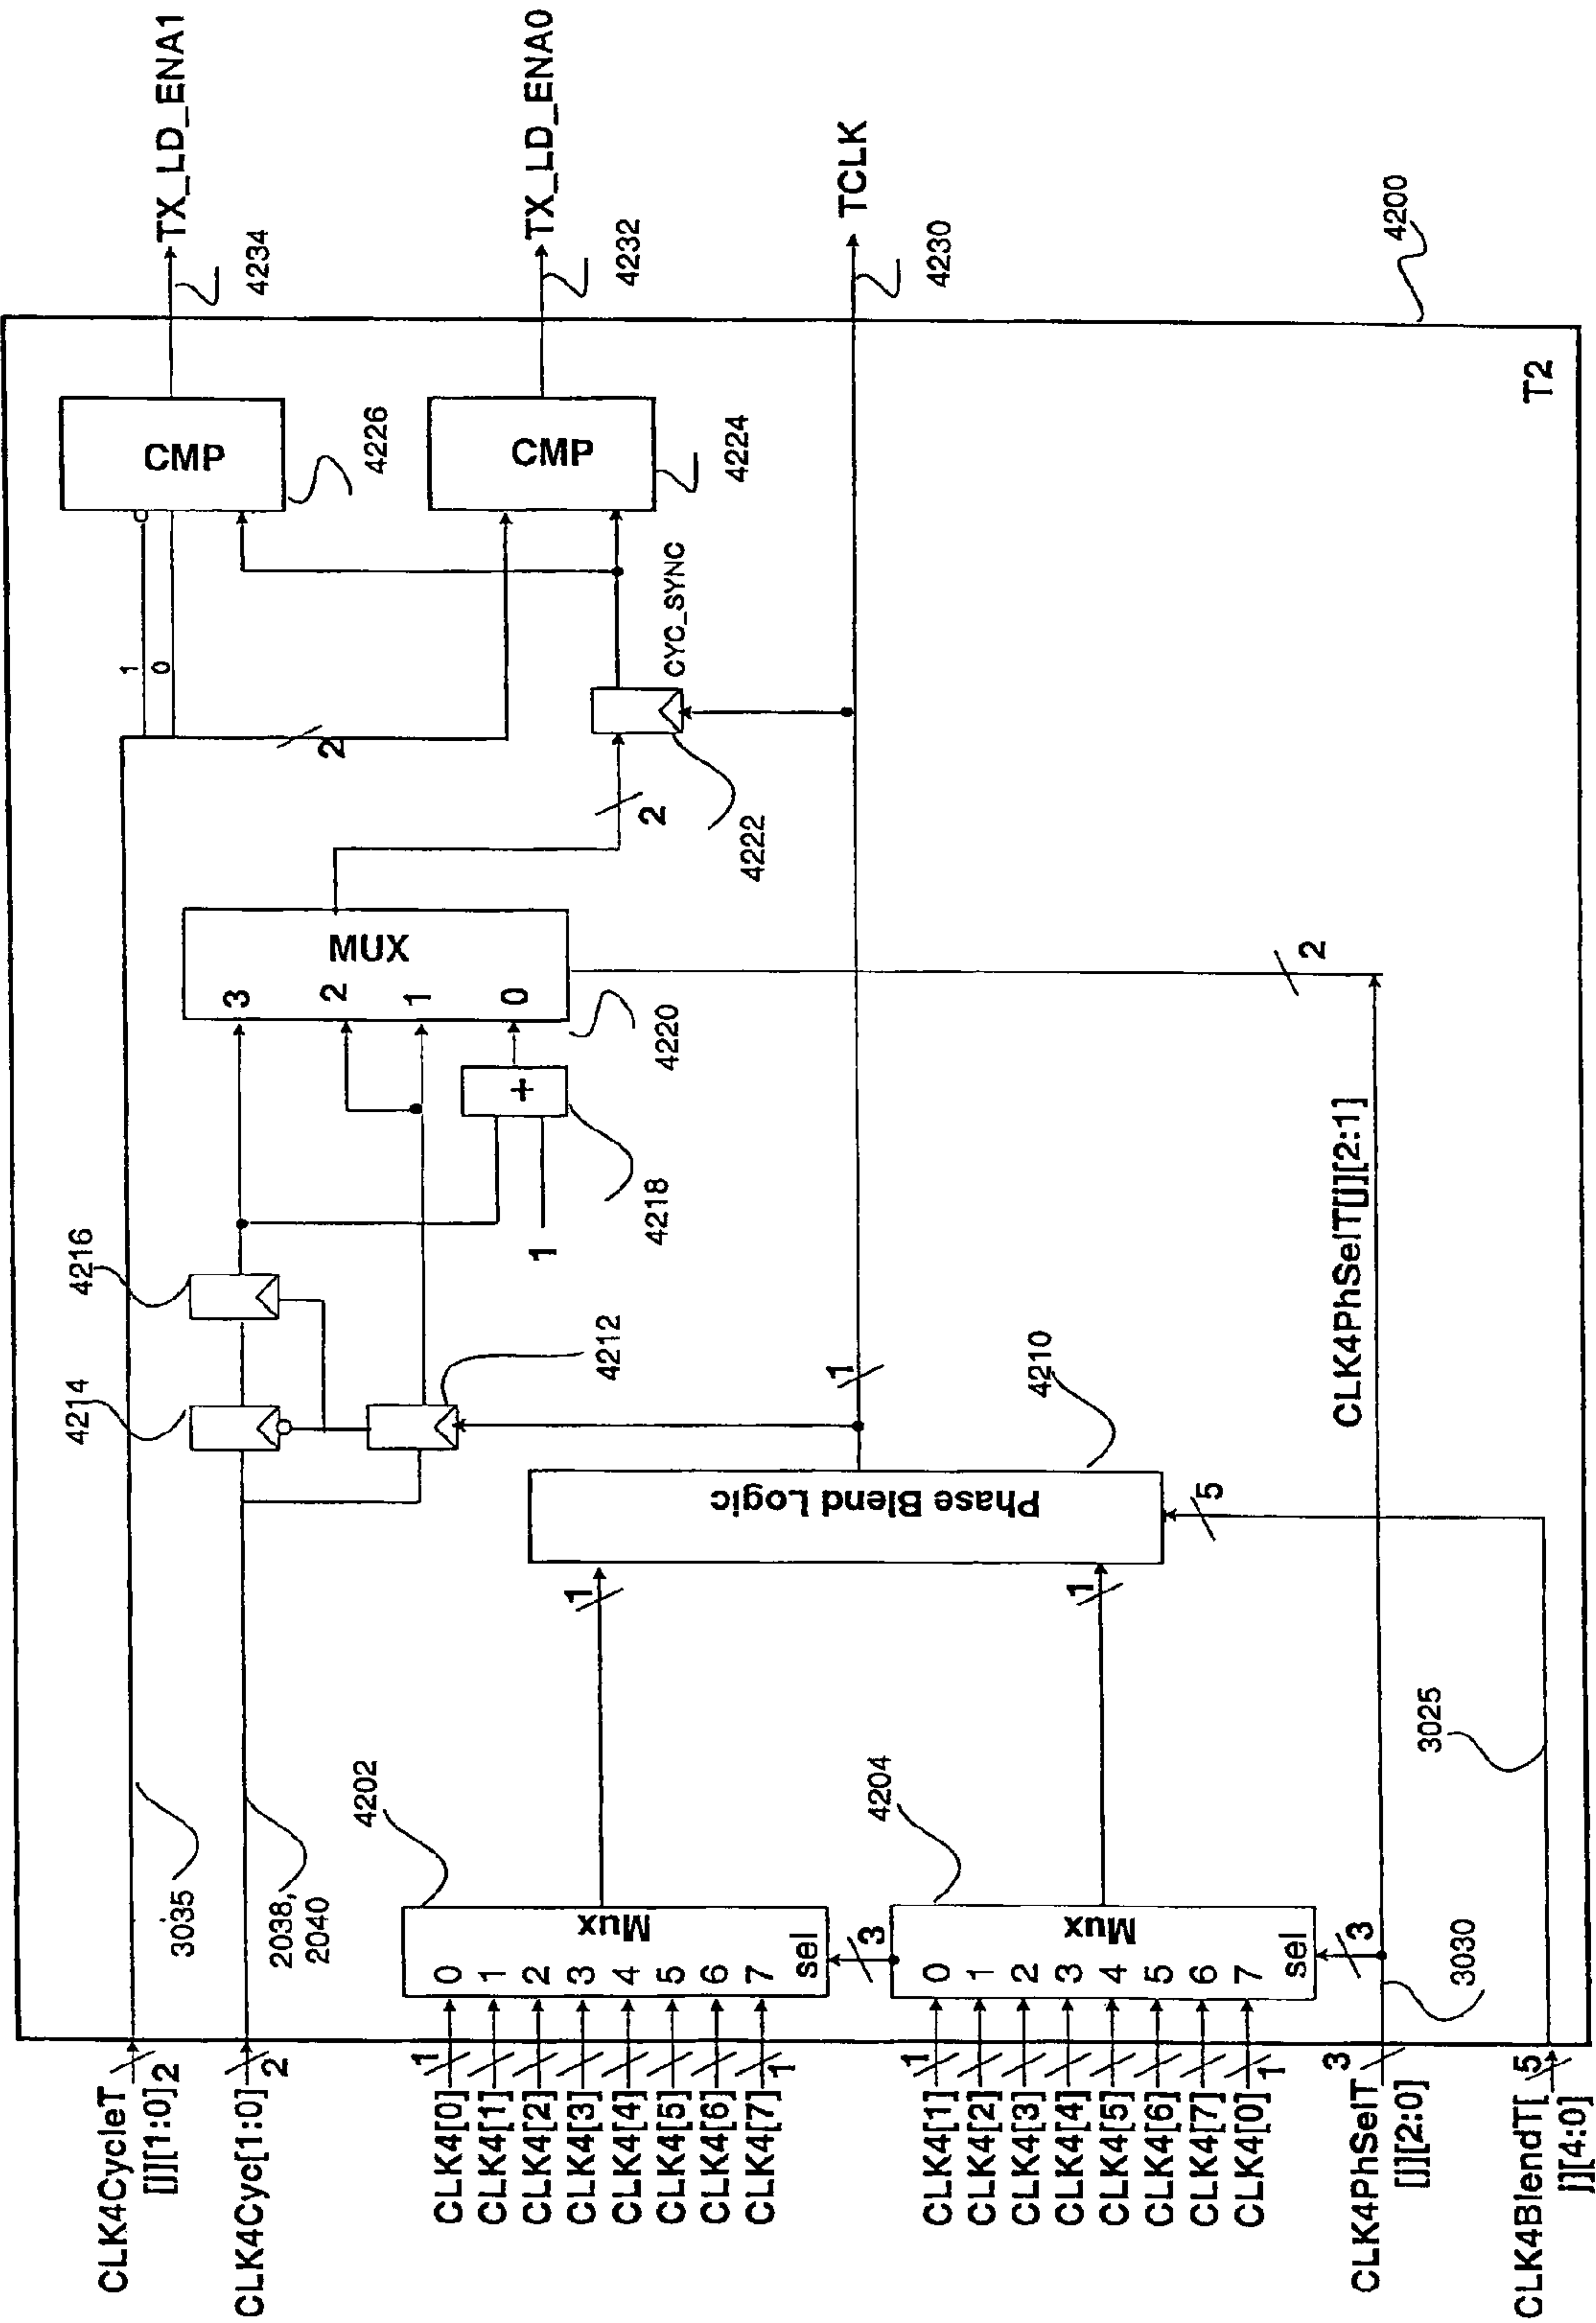 CLK4CycleT
[j][1:0]
2
CLK4Cyc[1:0]
2
3035
2038,
2040
4214
4216
4212
+
1
4218
3
2
1
0
MUX
4220
2
2
4222
CYC_SYNC
1
0
CMP
4226
CMP
4224
TX_LD_ENA1
4234
TX_LD_ENA0
4232
TCLK
4230
4200
T2
CLK4[0]
CLK4[1]
CLK4[2]
CLK4[3]
CLK4[4]
CLK4[5]
CLK4[6]
CLK4[7]
1
1
0
1
2
3
4
5
6
7
Mux
sel
4202
3
CLK4[1]
CLK4[2]
CLK4[3]
CLK4[4]
CLK4[5]
CLK4[6]
CLK4[7]
CLK4[0]
1
1
0
1
2
3
4
5
6
7
Mux
sel
4204
3
1
1
Phase Blend Logic
4210
5
1
CLK4PhSelT
[j][2:0]
3
3030
CLK4PhSelT[j][2:1]
2
CLK4BlendT[
j][4:0]
5
3025